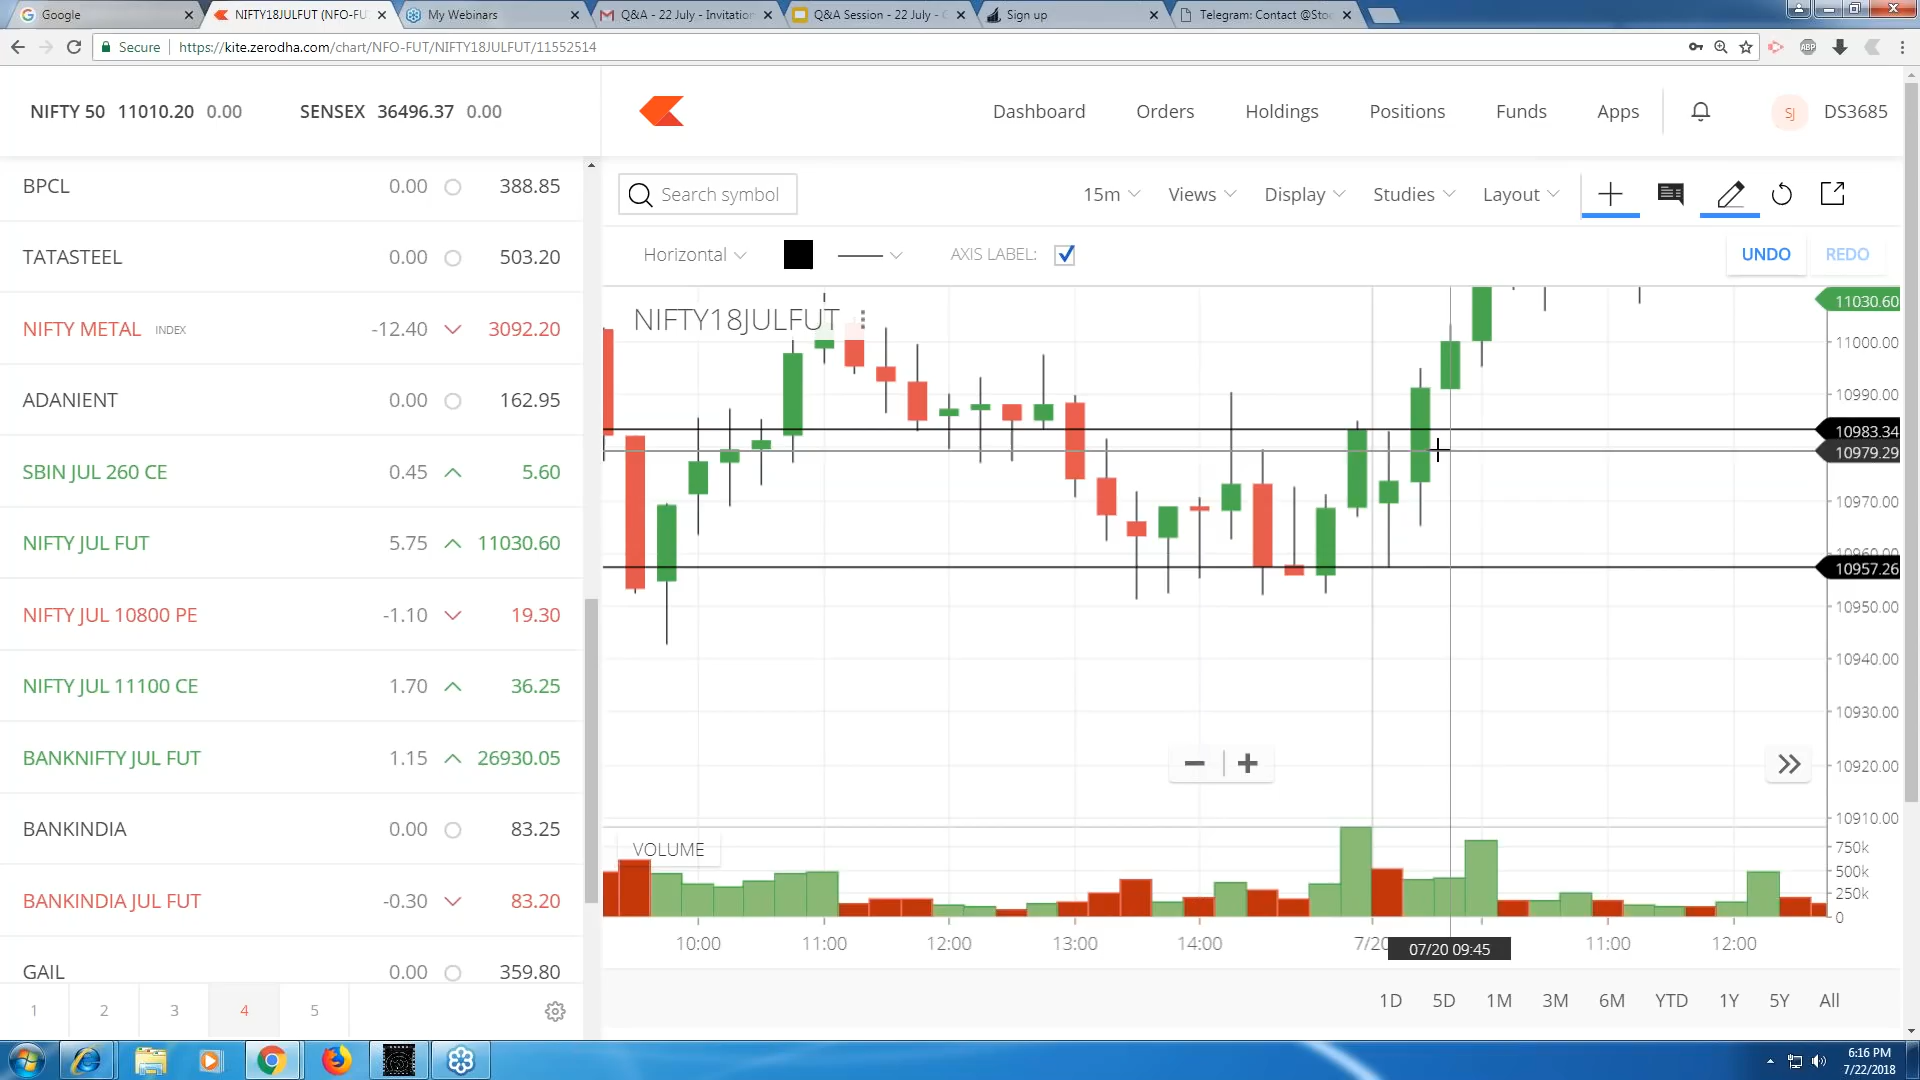 Google
NIFTY18JULFUT (NFO-FU
My Webinars
Q&A - 22 July - Invitation
Q&A Session - 22 July - G
Sign up
Telegram: Contact @Sto
Secure
https://kite.zerodha.com/chart/NFO-FUT/NIFTY18JULFUT/11552514
ABP
NIFTY 50 11010.20 0.00 SENSEX 36496.37 0.00
Dashboard Orders Holdings Positions Funds Apps SJ DS3685
BPCL 0.00 388.85
TATASTEEL 0.00 503.20
NIFTY METAL INDEX -12.40 3092.20
ADANIENT 0.00 162.95
SBIN JUL 260 CE 0.45 5.60
NIFTY JUL FUT 5.75 11030.60
NIFTY JUL 10800 PE -1.10 19.30
NIFTY JUL 11100 CE 1.70 36.25
BANKNIFTY JUL FUT 1.15 26930.05
BANKINDIA 0.00 83.25
BANKINDIA JUL FUT -0.30 83.20
GAIL 0.00 359.80
1 2 3 4 5
Search symbol 15m Views Display Studies Layout
Horizontal AXIS LABEL: UNDO REDO
NIFTY18JULFUT
11030.60
11000.00
10990.00
10983.34
10979.29
10970.00
10960.00
10957.26
10950.00
10940.00
10930.00
10920.00
10910.00
VOLUME
750k
500k
250k
0
10:00 11:00 12:00 13:00 14:00 7/20 07/20 09:45 11:00 12:00
1D 5D 1M 3M 6M YTD 1Y 5Y All
6:16 PM
7/22/2018